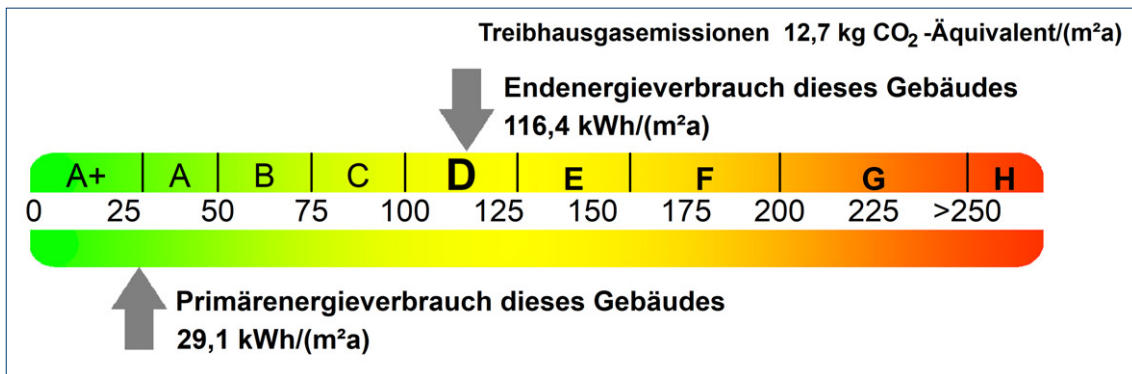 Treibhausgasemissionen 12,7 kg CO₂ -Äquivalent/(m²a)
Endenergieverbrauch dieses Gebäudes
116,4 kWh/(m²a)
A+ A B C D E F G H
0 25 50 75 100 125 150 175 200 225 >250
Primärenergieverbrauch dieses Gebäudes
29,1 kWh/(m²a)